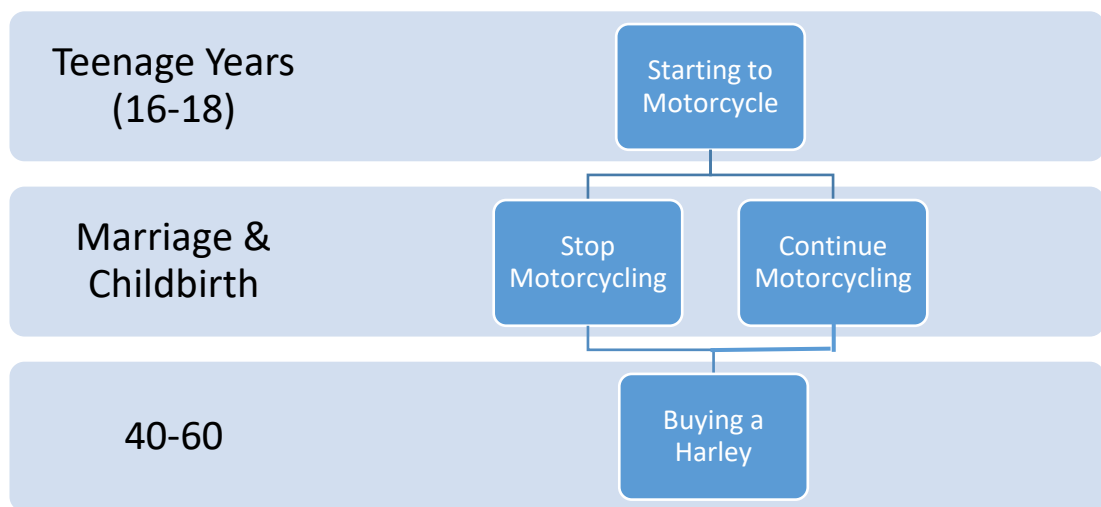 Teenage Years
(16-18)
Starting to
Motorcycle
Marriage &
Childbirth
Stop
Motorcycling
Continue
Motorcycling
40-60
Buying a
Harley